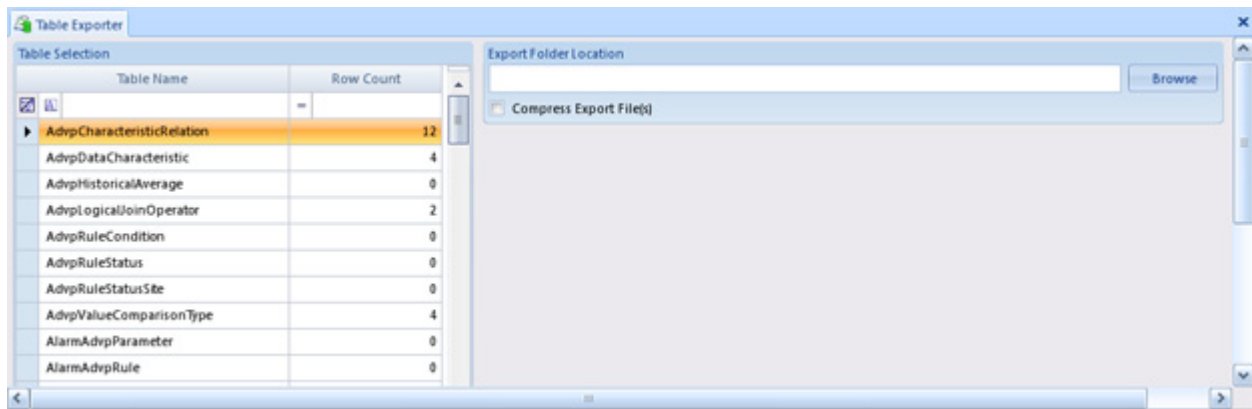 Table Exporter
Table Selection
Table Name Row Count
=
AdvpCharacteristicRelation 12
AdvpDataCharacteristic 4
AdvpHistoricalAverage 0
AdvpLogicalJoinOperator 2
AdvpRuleCondition 0
AdvpRuleStatus 0
AdvpRuleStatusSite 0
AdvpValueComparisonType 4
AlarmAdvpParameter 0
AlarmAdvpRule 0
Export Folder Location
Browse
Compress Export File(s)